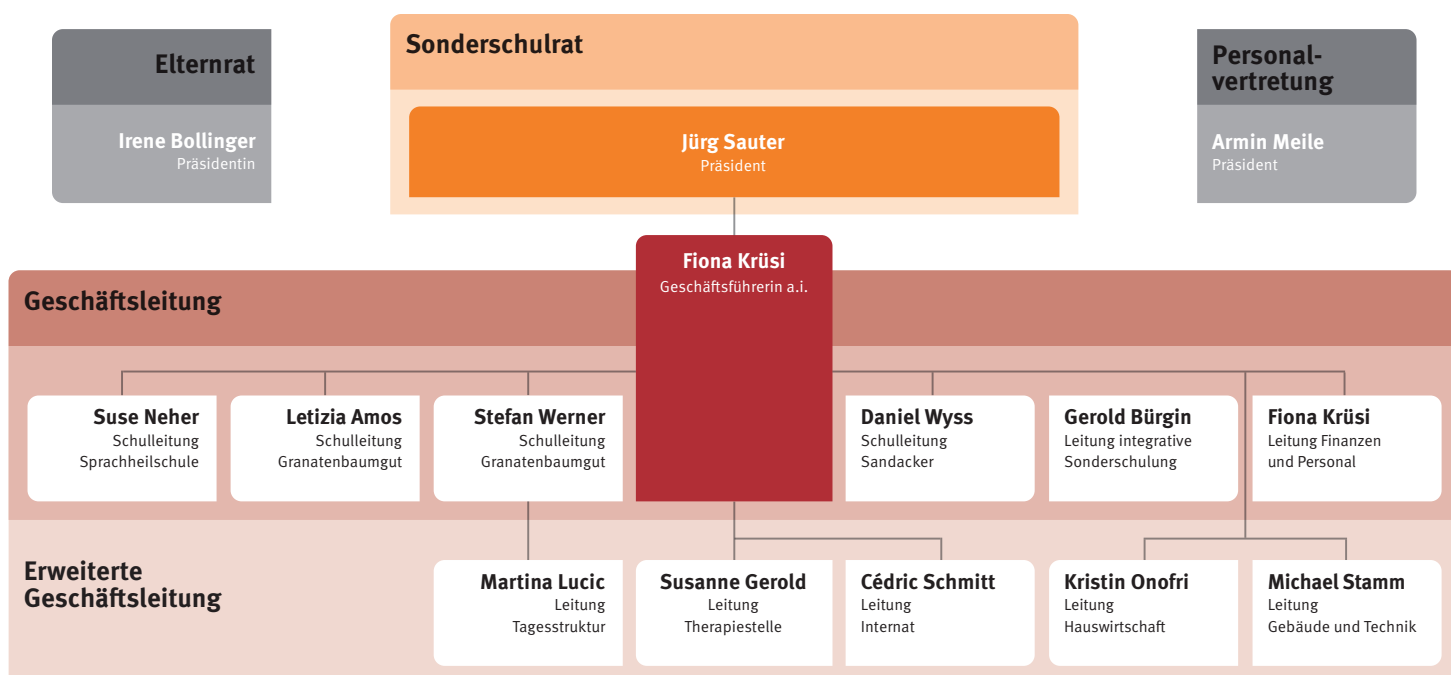 Elternrat
Irene Bollinger
Präsidentin
Sonderschulrat
Jürg Sauter
Präsident
Personal-
vertretung
Armin Meile
Präsident
Fiona Krüsi
Geschäftsführerin a.i.
Geschäftsleitung
Suse Neher
Schulleitung
Sprachheilschule
Letizia Amos
Schulleitung
Granatenbaumgut
Stefan Werner
Schulleitung
Granatenbaumgut
Daniel Wyss
Schulleitung
Sandacker
Gerold Bürgin
Leitung integrative
Sonderschulung
Fiona Krüsi
Leitung Finanzen
und Personal
Erweiterte
Geschäftsleitung
Martina Lucic
Leitung
Tagesstruktur
Susanne Gerold
Leitung
Therapiestelle
Cédric Schmitt
Leitung
Internat
Kristin Onofri
Leitung
Hauswirtschaft
Michael Stamm
Leitung
Gebäude und Technik